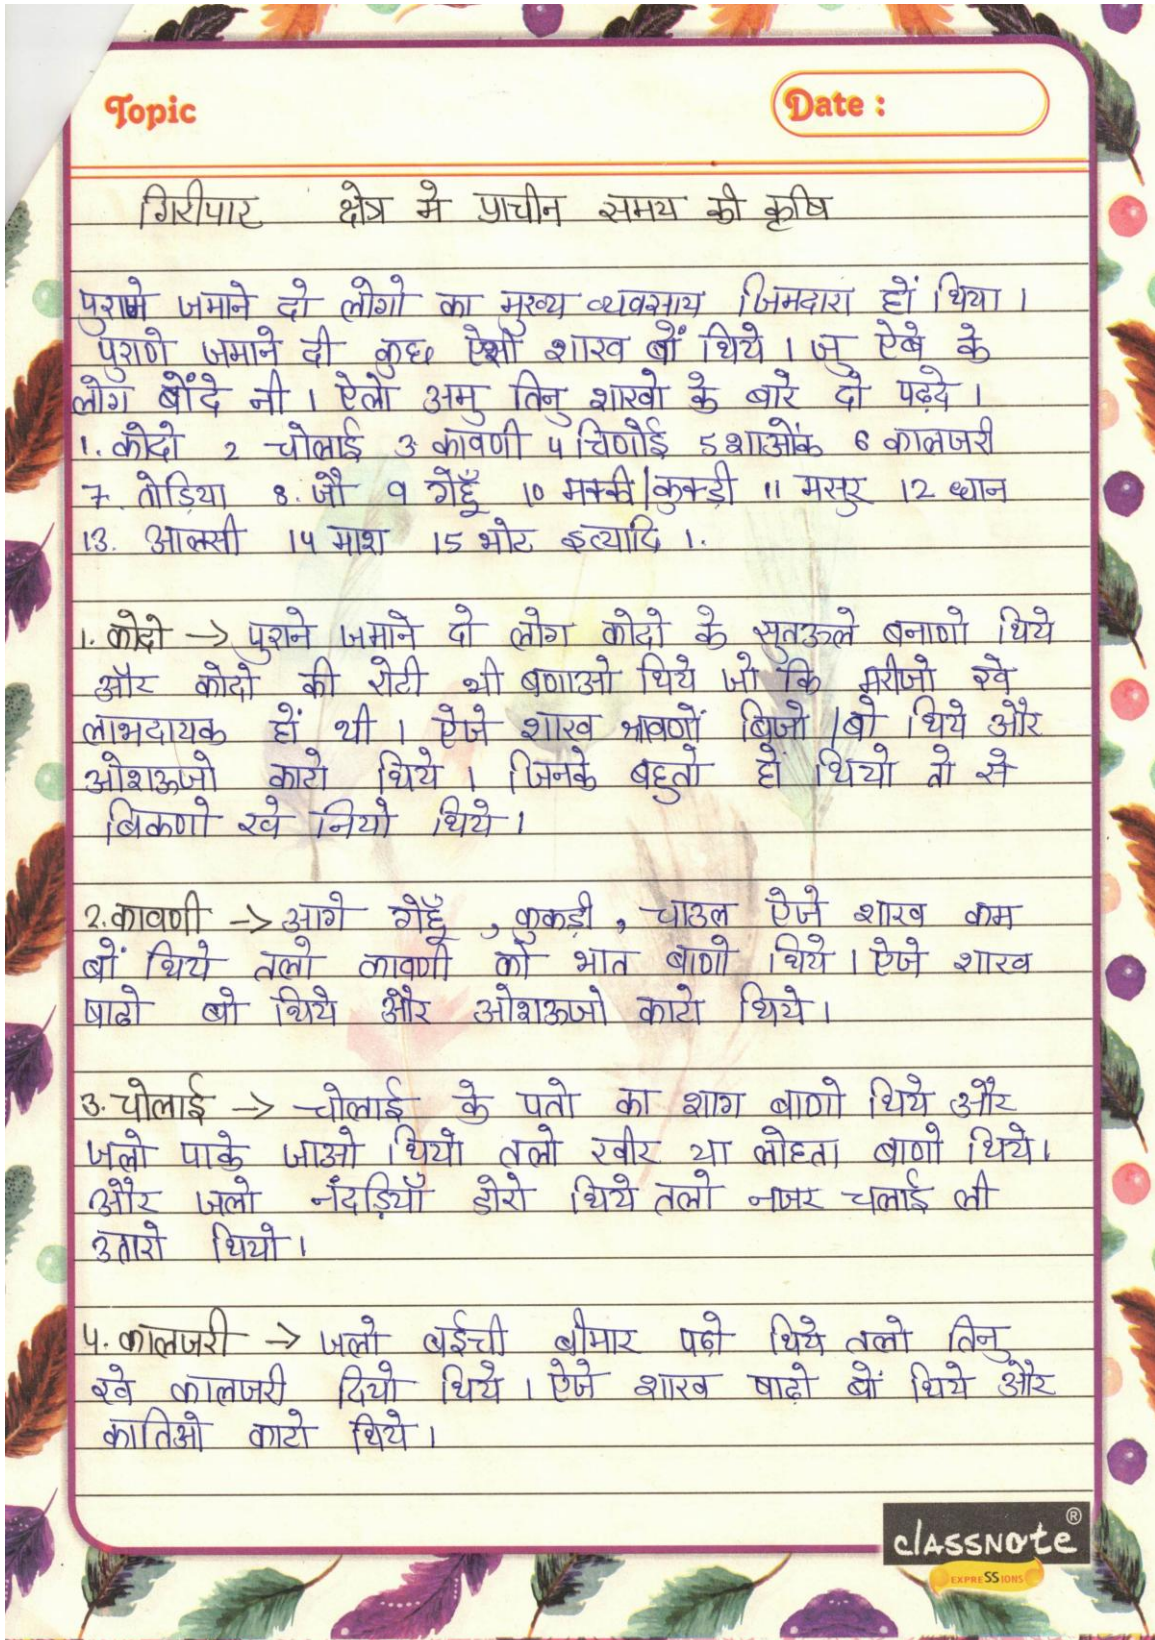 Topic
Date :
गिरीपार क्षेत्र मे प्राचीन समय की कृषि
पुराने जमाने दो लोगो का मुख्य व्यवसाय जिमदारा हों थिया ।
पुराणे जमाने दी कुछ ऐशी शाख बों थिये । जु ऐबे के
लोग बोंदे नी । ऐलो अमु तिनु शाखो के बारे दो पढ़दे ।
1. कोदो 2 चोलाई 3 कावणी 4 चिणोई 5 शाओंक 6 कालजरी
7. तोड़िया 8. जौ 9 गेहूँ 10 मक्की/कुक्ड़ी 11 मसुर 12 धान
13. आलसी 14 माश 15 भोट इत्यादि ।.
1. कोदो → पुराने जमाने दो लोग कोदो के सुतऊले बनाणो थिये
और कोदो की रोटी भी बणाओ थिये जो कि मरीजो खे
लाभदायक हों थी । ऐजे शाख भावणों बिजो / बो थिये और
ओशऊजो काटो थिये । जिनके बहुतो हों थियो तो से
बिकणो खे नियो थिये ।
2. कावणी → आगे गेहूँ , कुकड़ी , चाउल ऐजे शाख कम
बों थिये तलो कावणी को भात बाणो थिये । ऐजे शाख
षाढो बो थिये और ओशऊजो काटो थिये ।
3. चोलाई → चोलाई के पतो का शाग बाणो थिये और
जलो पाके जाओ थियो तलो खीर या लोहता बाणो थिये ।
और जलो नंदड़ियाँ डोरो थिये तलो नजर चलाई ली
उतारो थियो ।
4. कालजरी → जलो बईची बीमार पढ़ो थिये तलो तिनु
खे कालजरी दियो थिये । ऐजे शाख षाढ़ो बों थिये और
कातिओ काटो थिये ।
classnote ®
EXPRESSIONS